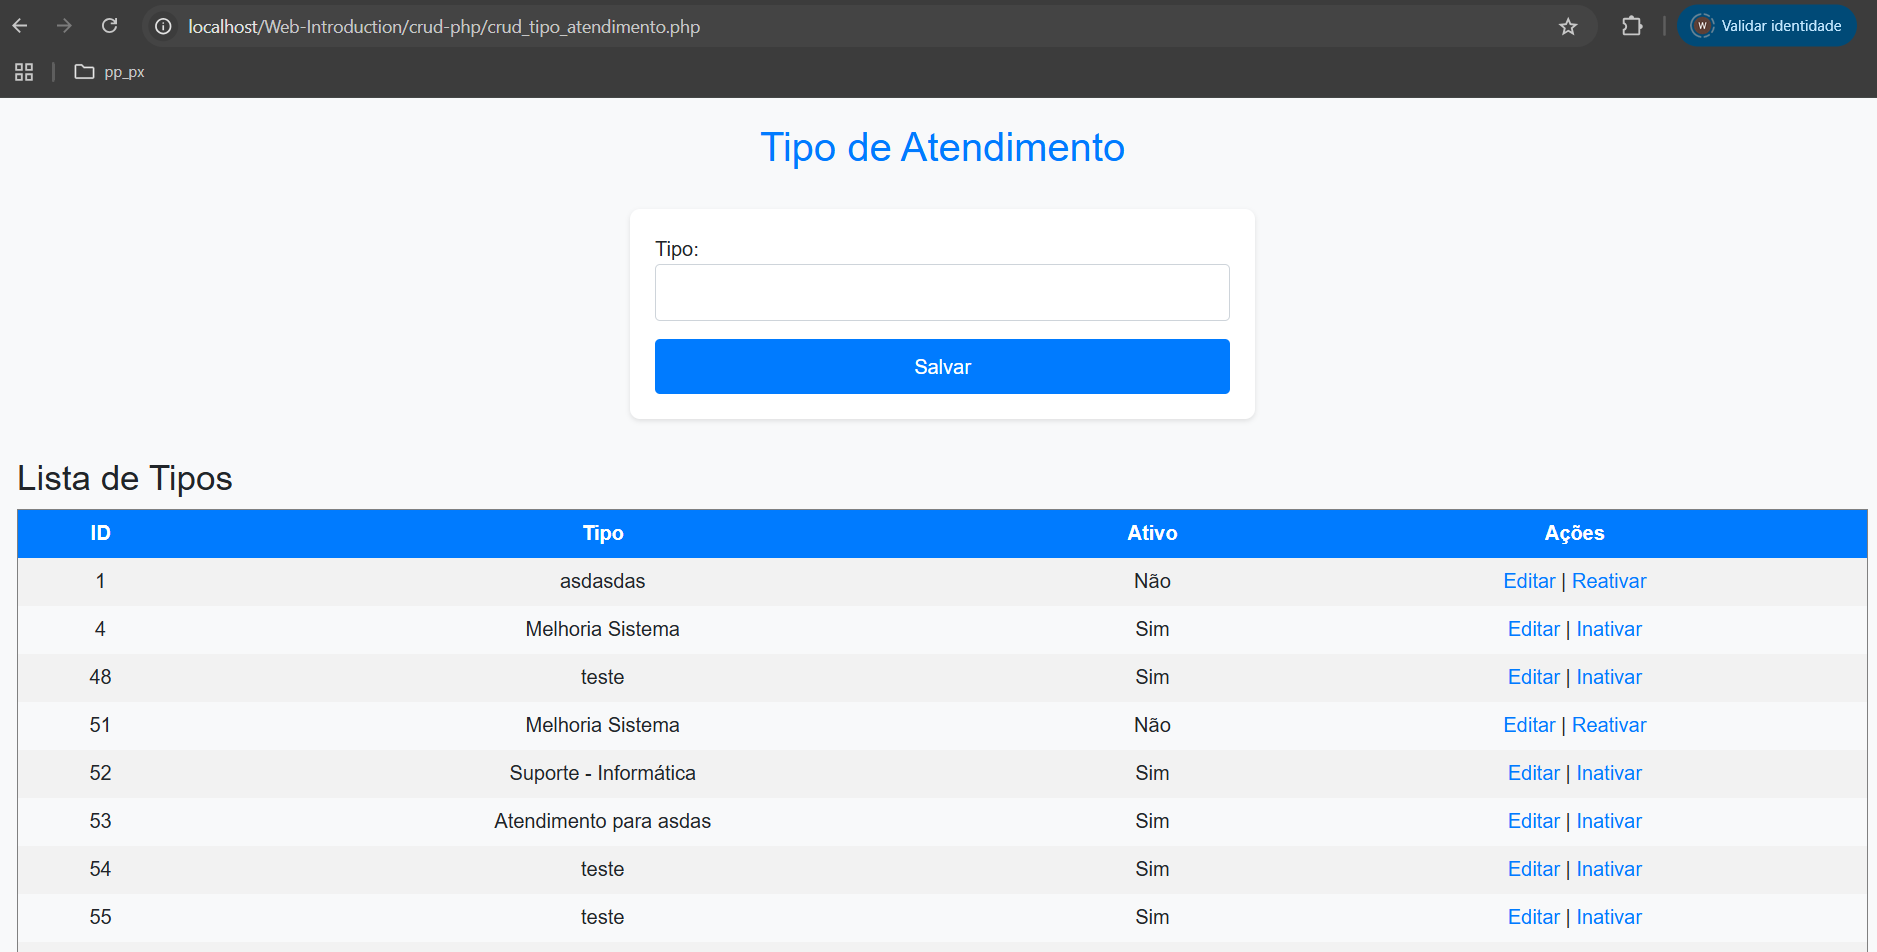 localhost/Web-Introduction/crud-php/crud_tipo_atendimento.php
W Validar identidade
pp_px
Tipo de Atendimento
Tipo:
Salvar
Lista de Tipos
ID Tipo Ativo Ações
1 asdasdas Não Editar | Reativar
4 Melhoria Sistema Sim Editar | Inativar
48 teste Sim Editar | Inativar
51 Melhoria Sistema Não Editar | Reativar
52 Suporte - Informática Sim Editar | Inativar
53 Atendimento para asdas Sim Editar | Inativar
54 teste Sim Editar | Inativar
55 teste Sim Editar | Inativar